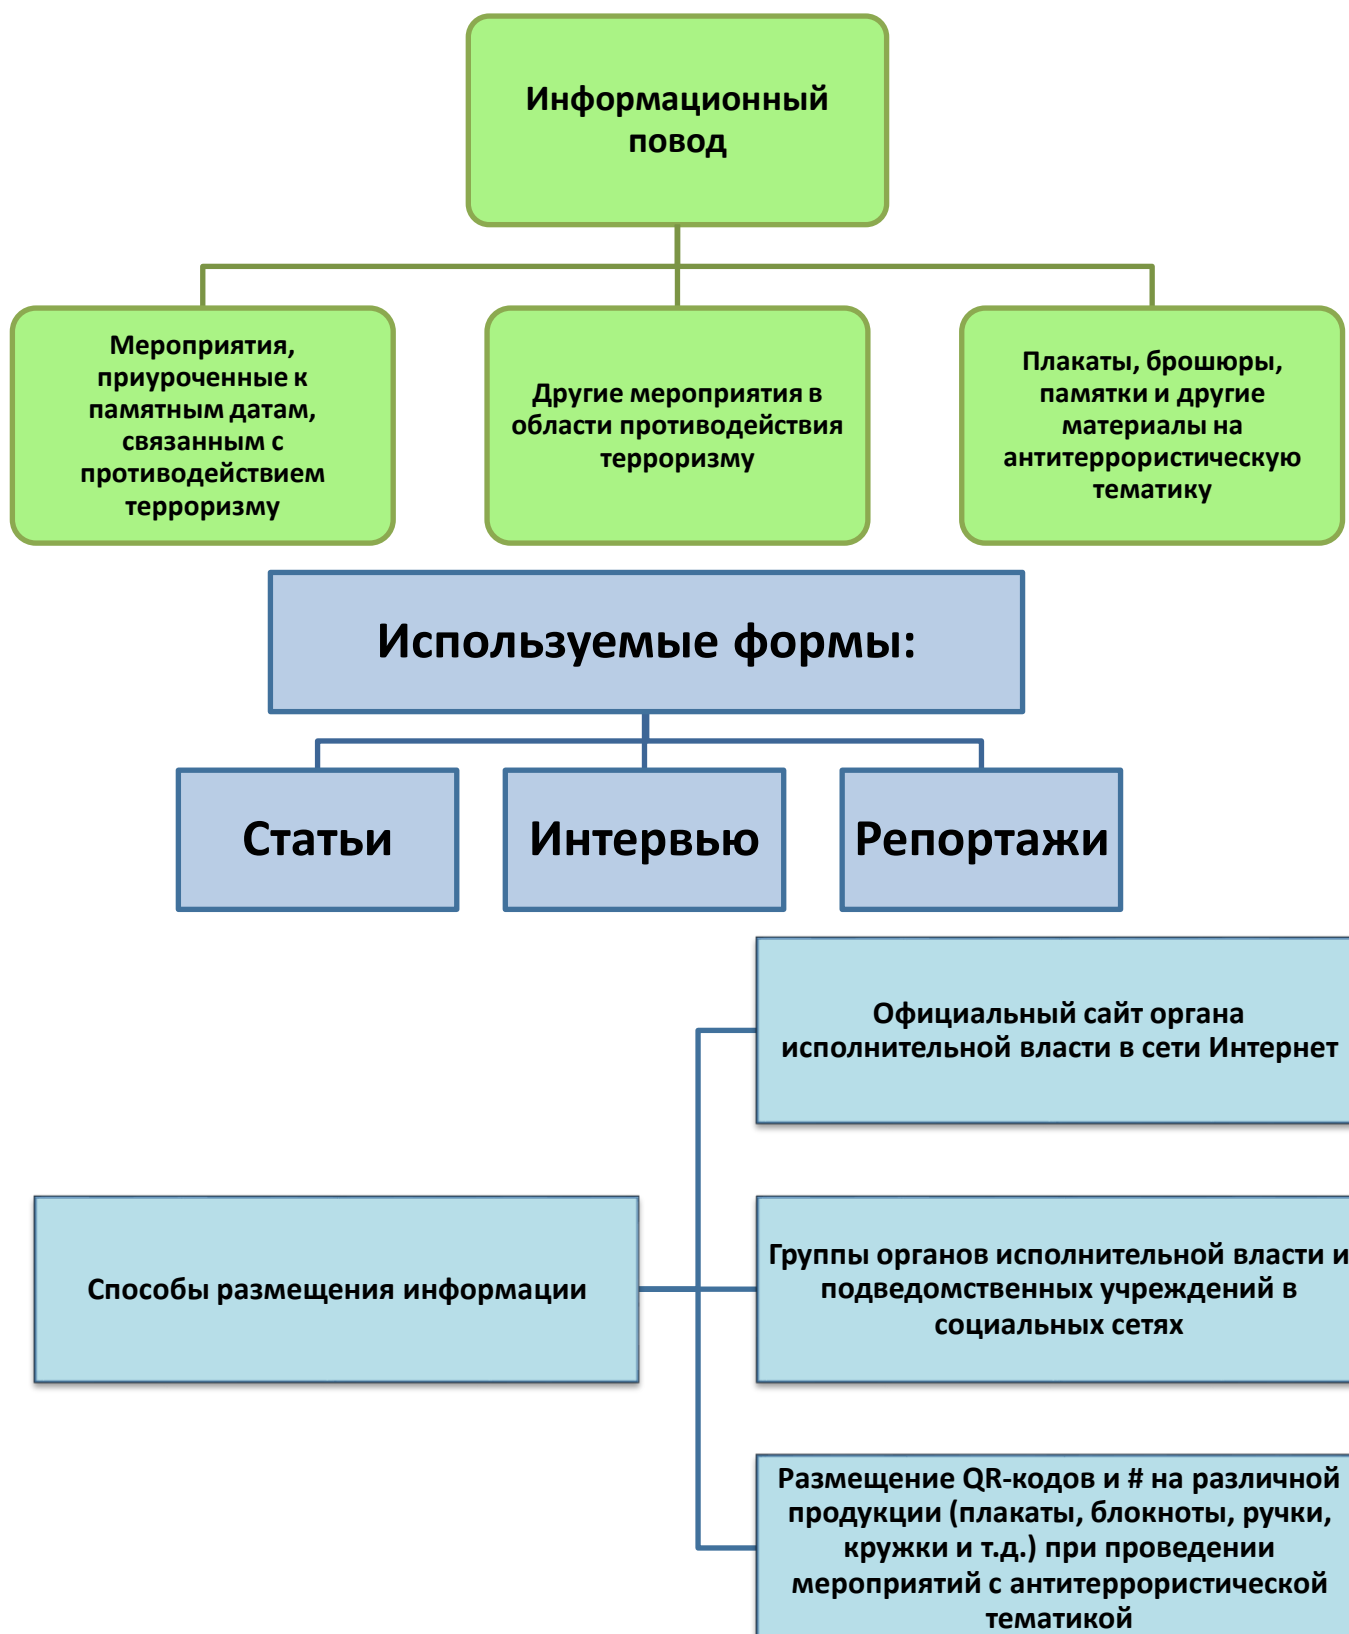 Информационный
повод
Мероприятия,
приуроченные к
памятным датам,
связанным с
противодействием
терроризму
Другие мероприятия в
области противодействия
терроризму
Плакаты, брошюры,
памятки и другие
материалы на
антитеррористическую
тематику
Используемые формы:
Статьи
Интервью
Репортажи
Способы размещения информации
Официальный сайт органа
исполнительной власти в сети Интернет
Группы органов исполнительной власти и
подведомственных учреждений в
социальных сетях
Размещение QR-кодов и # на различной
продукции (плакаты, блокноты, ручки,
кружки и т.д.) при проведении
мероприятий с антитеррористической
тематикой